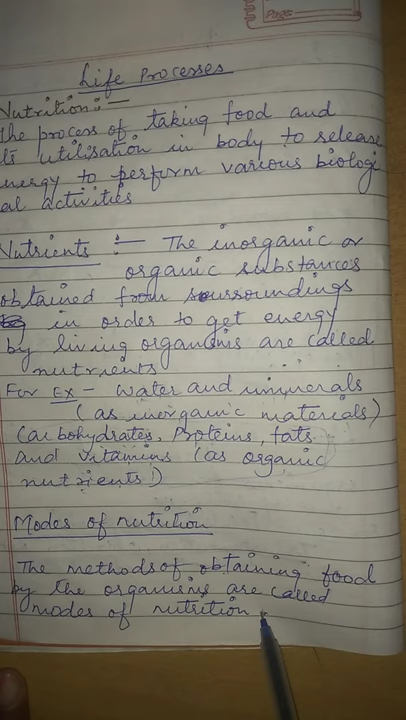 Page
Life Processes
Nutrition:-
The process of taking food and
its utilisation in body to release
energy to perform various biologi
al activities
Nutrients :- The inorganic or
organic substances
obtained from surroundings
in order to get energy
by living organisms are called
nutrients
For Ex - Water and minerals
(as inorganic materials)
Carbohydrates, Proteins, fats
and vitamins (as organic
nutrients)
Modes of nutrition
The methods of obtaining food
by the organisms are called
modes of nutrition.